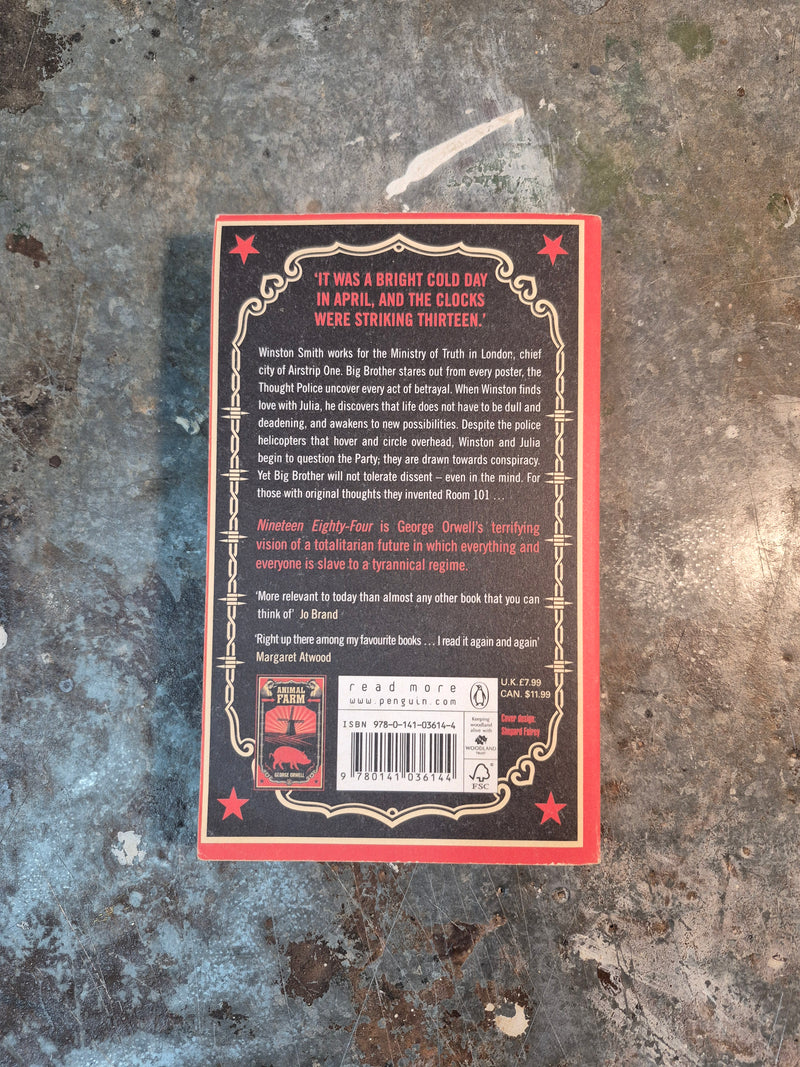 ‘IT WAS A BRIGHT COLD DAY
IN APRIL, AND THE CLOCKS
WERE STRIKING THIRTEEN.’
Winston Smith works for the Ministry of Truth in London, chief
city of Airstrip One. Big Brother stares out from every poster, the
Thought Police uncover every act of betrayal. When Winston finds
love with Julia, he discovers that life does not have to be dull and
deadening, and awakens to new possibilities. Despite the police
helicopters that hover and circle overhead, Winston and Julia
begin to question the Party; they are drawn towards conspiracy.
Yet Big Brother will not tolerate dissent – even in the mind. For
those with original thoughts they invented Room 101 ...
Nineteen Eighty-Four is George Orwell's terrifying
vision of a totalitarian future in which everything and
everyone is slave to a tyrannical regime.
‘More relevant to today than almost any other book that you can
think of’ Jo Brand
‘Right up there among my favourite books ... I read it again and again’
Margaret Atwood
ANIMAL
FARM
GEORGE ORWELL
read more
www.penguin.com
ISBN 978-0-141-03614-4
9 780141 036144
Keeping
woodland
alive with
WOODLAND
TRUST
FSC
U.K. £7.99
CAN. $11.99
Cover design:
Shepard Fairey